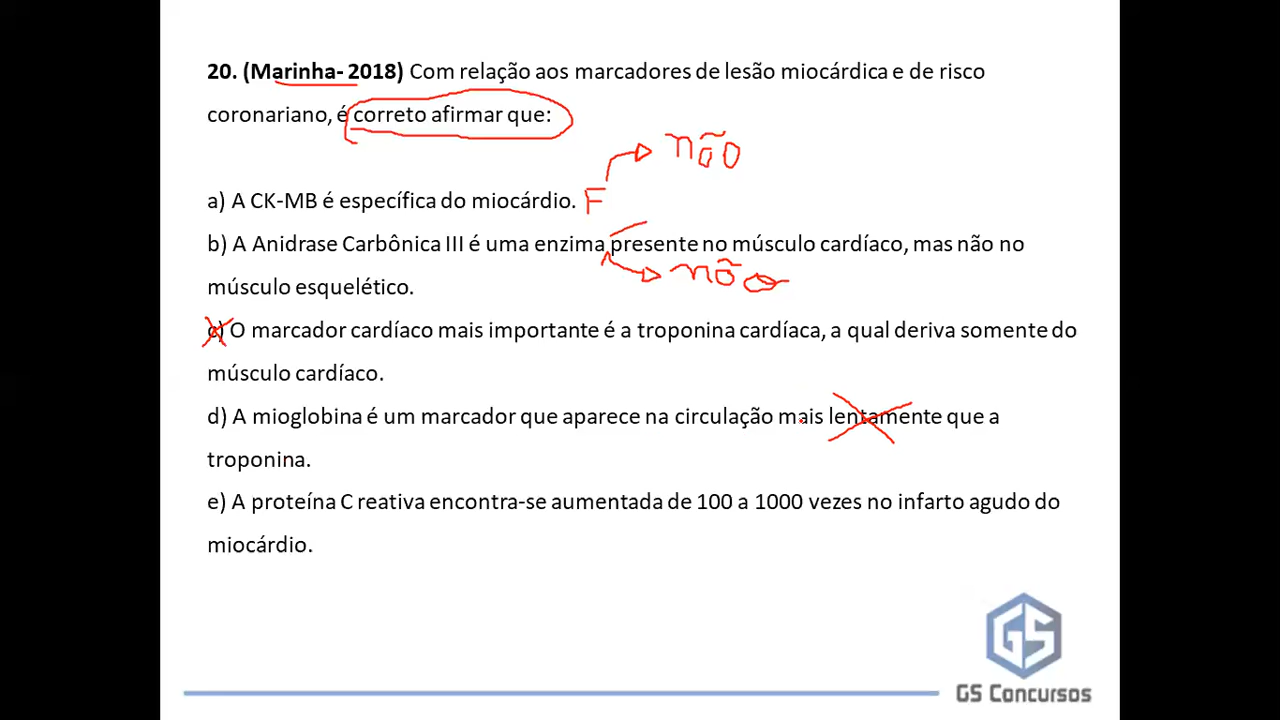 20. (Marinha- 2018) Com relação aos marcadores de lesão miocárdica e de risco
coronariano, é correto afirmar que:
não
a) A CK-MB é específica do miocárdio. F
b) A Anidrase Carbônica III é uma enzima presente no músculo cardíaco, mas não no
não
músculo esquelético.
c) O marcador cardíaco mais importante é a troponina cardíaca, a qual deriva somente do
músculo cardíaco.
d) A mioglobina é um marcador que aparece na circulação mais lentamente que a
troponina.
e) A proteína C reativa encontra-se aumentada de 100 a 1000 vezes no infarto agudo do
miocárdio.
GS
GS Concursos